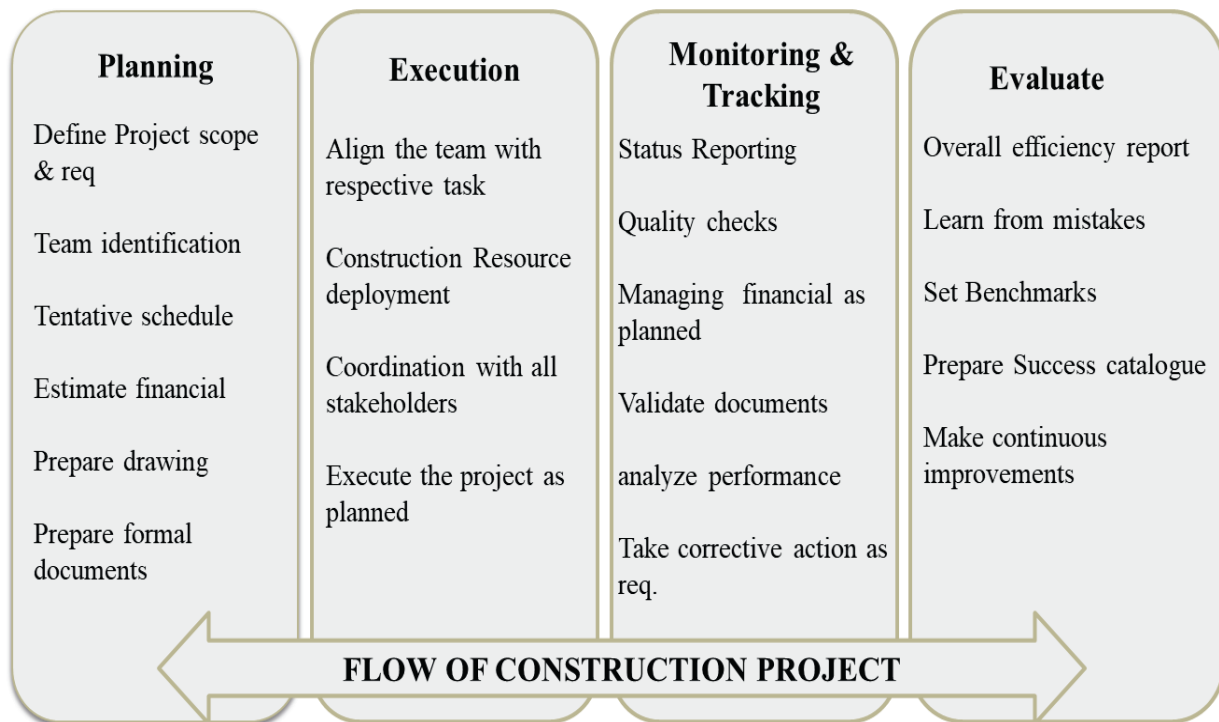 Planning
Define Project scope
& req
Team identification
Tentative schedule
Estimate financial
Prepare drawing
Prepare formal
documents
Execution
Align the team with
respective task
Construction Resource
deployment
Coordination with all
stakeholders
Execute the project as
planned
Monitoring &
Tracking
Status Reporting
Quality checks
Managing financial as
planned
Validate documents
analyze performance
Take corrective action as
req.
Evaluate
Overall efficiency report
Learn from mistakes
Set Benchmarks
Prepare Success catalogue
Make continuous
improvements
FLOW OF CONSTRUCTION PROJECT